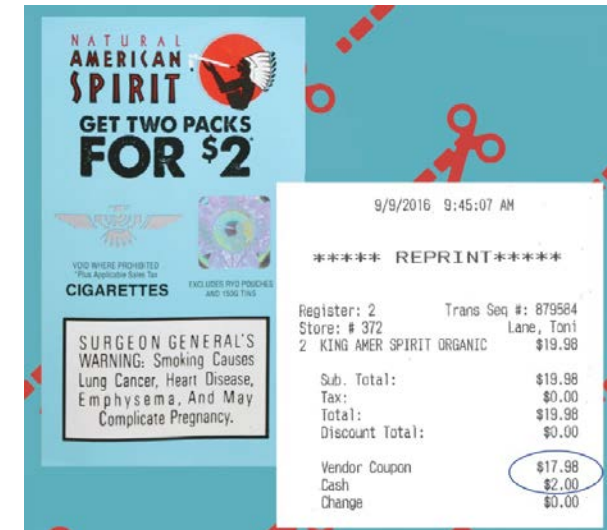 NATURAL
AMERICAN
SPIRIT
GET TWO PACKS
FOR $2*
VOID WHERE PROHIBITED
*Plus Applicable Sales Tax
CIGARETTES
EXCLUDES RYO POUCHES
AND 150G TINS
SURGEON GENERAL'S
WARNING: Smoking Causes
Lung Cancer, Heart Disease,
Emphysema, And May
Complicate Pregnancy.
9/9/2016 9:45:07 AM
***** REPRINT*****
Register: 2 Trans Seq #: 879584
Store: # 372 Lane, Toni
2 KING AMER SPIRIT ORGANIC $19.98
Sub. Total: $19.98
Tax: $0.00
Total: $19.98
Discount Total: $0.00
Vendor Coupon $17.98
Cash $2.00
Change $0.00